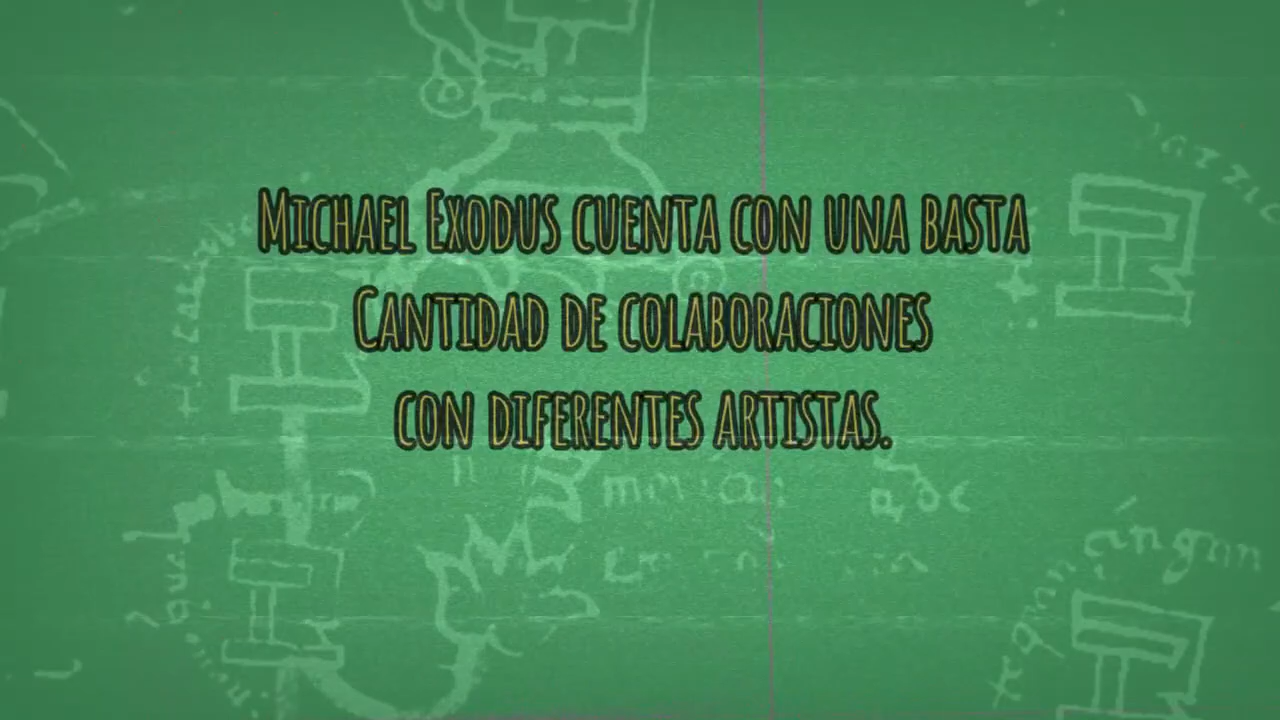 Michael Exodus cuenta con una basta
Cantidad de colaboraciones
con diferentes artistas.